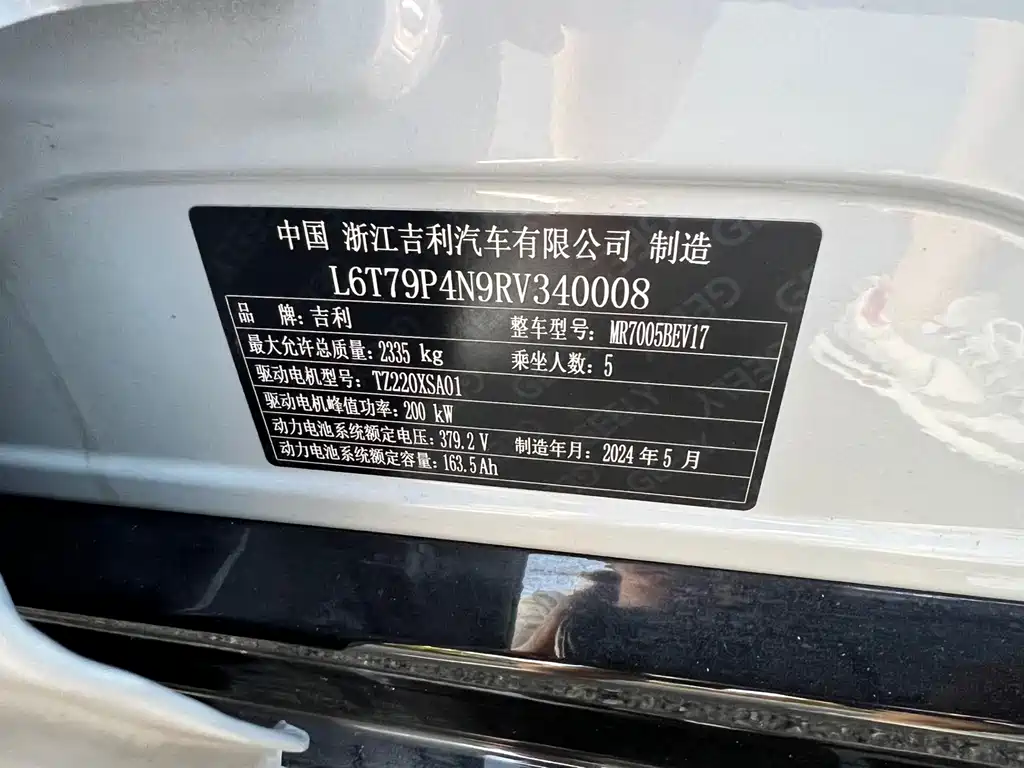 中国 浙江吉利汽车有限公司 制造
L6T79P4N9RV340008
品 牌：吉利 整车型号：MR7005BEV17
最大允许总质量：2335 kg 乘坐人数：5
驱动电机型号：TZ220XSA01
驱动电机峰值功率：200 kW
动力电池系统额定电压：379.2 V 制造年月：2024 年 5 月
动力电池系统额定容量：163.5 Ah